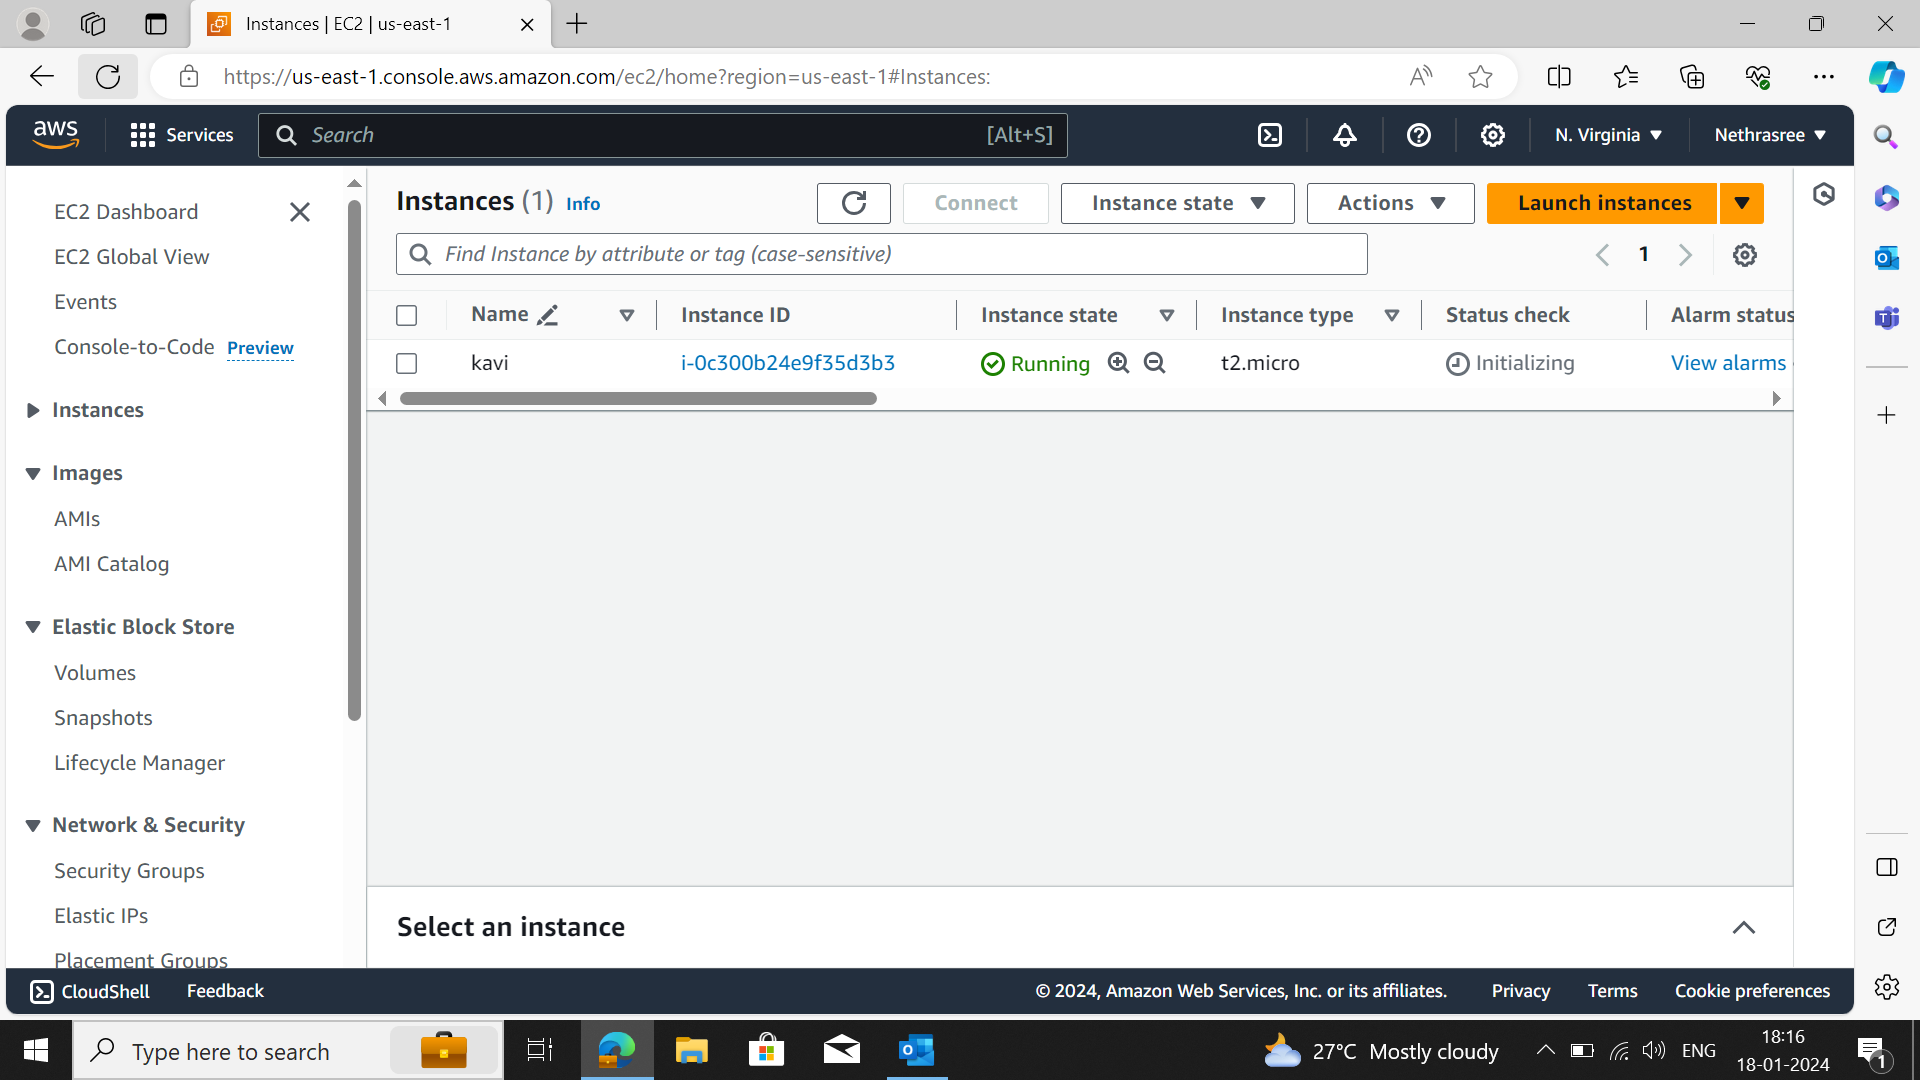 Instances | EC2 | us-east-1
https://us-east-1.console.aws.amazon.com/ec2/home?region=us-east-1#Instances:
aws
Services
Search
[Alt+S]
N. Virginia
Nethrasree
EC2 Dashboard
EC2 Global View
Events
Console-to-Code Preview
Instances
Images
AMIs
AMI Catalog
Elastic Block Store
Volumes
Snapshots
Lifecycle Manager
Network & Security
Security Groups
Elastic IPs
Placement Groups
Instances (1) Info
Connect
Instance state
Actions
Launch instances
Find Instance by attribute or tag (case-sensitive)
1
Name Instance ID Instance state Instance type Status check Alarm status
kavi i-0c300b24e9f35d3b3 Running t2.micro Initializing View alarms
Select an instance
CloudShell Feedback © 2024, Amazon Web Services, Inc. or its affiliates. Privacy Terms Cookie preferences
Type here to search
27°C Mostly cloudy
ENG
18:16
18-01-2024
1